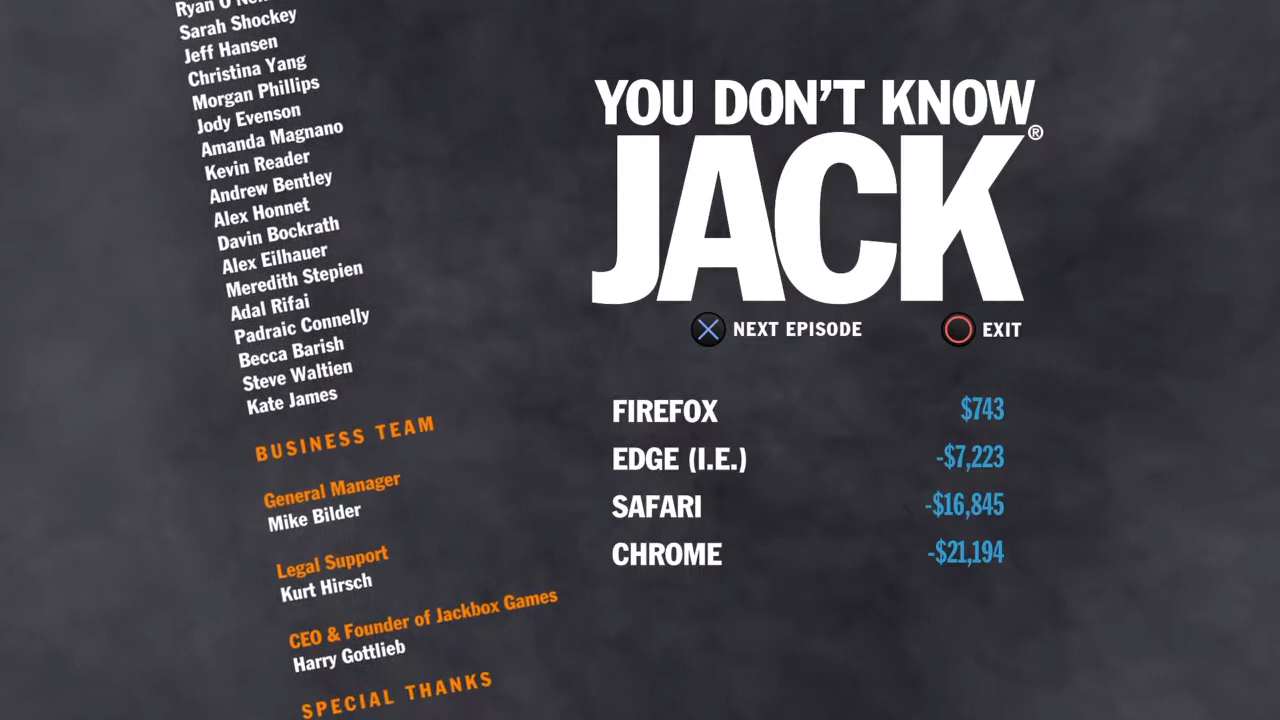 Ryan O'Ne
Sarah Shockey
Jeff Hansen
Christina Yang
Morgan Phillips
Jody Evenson
Amanda Magnano
Kevin Reader
Andrew Bentley
Alex Honnet
Davin Bockrath
Alex Eilhauer
Meredith Stepien
Adal Rifai
Padraic Connelly
Becca Barish
Steve Waltien
Kate James
BUSINESS TEAM
General Manager
Mike Bilder
Legal Support
Kurt Hirsch
CEO & Founder of Jackbox Games
Harry Gottlieb
SPECIAL THANKS
YOU DON'T KNOW
JACK®
NEXT EPISODE EXIT
FIREFOX $743
EDGE (I.E.) -$7,223
SAFARI -$16,845
CHROME -$21,194